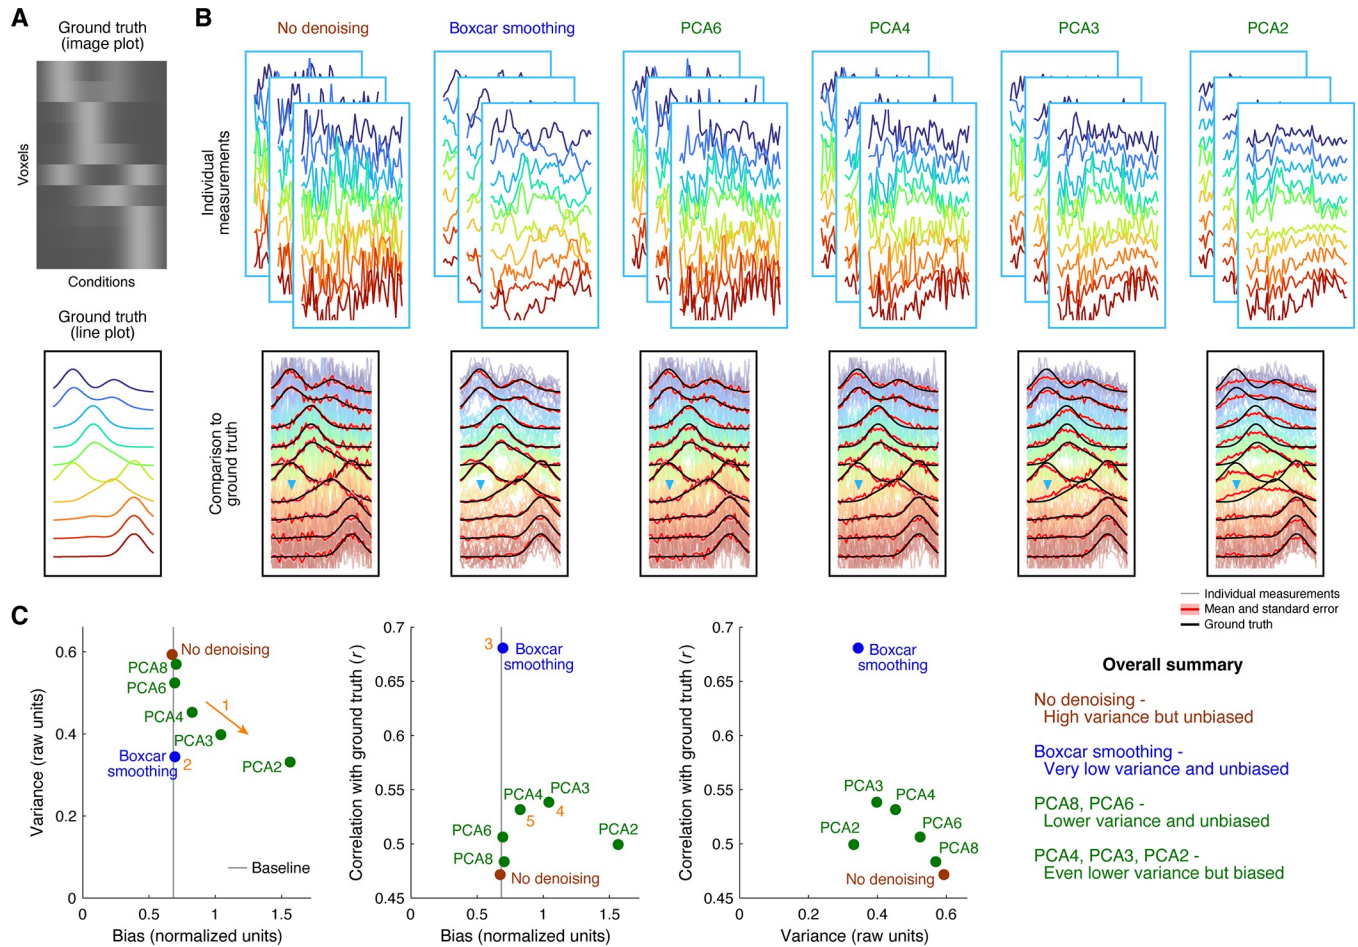 A
Ground truth
(image plot)
Voxels
Conditions
Ground truth
(line plot)
B
No denoising
Boxcar smoothing
PCA6
PCA4
PCA3
PCA2
Individual
measurements
Comparison to
ground truth
Individual measurements
Mean and standard error
Ground truth
C
Variance (raw units)
0.6
0.4
0.2
0
0
0.5
1
1.5
Bias (normalized units)
No denoising
PCA8
PCA6
PCA4
PCA3
PCA2
Boxcar
smoothing
1
2
Baseline
Correlation with ground truth (r)
0.7
0.65
0.6
0.55
0.5
0.45
0
0.5
1
1.5
Bias (normalized units)
3
Boxcar
smoothing
PCA4
PCA3
5
4
PCA6
PCA2
PCA8
No denoising
Correlation with ground truth (r)
0.7
0.65
0.6
0.55
0.5
0.45
0
0.2
0.4
0.6
Variance (raw units)
Boxcar
smoothing
PCA3
PCA4
PCA2
PCA6
PCA8
No denoising
Overall summary
No denoising -
High variance but unbiased
Boxcar smoothing -
Very low variance and unbiased
PCA8, PCA6 -
Lower variance and unbiased
PCA4, PCA3, PCA2 -
Even lower variance but biased